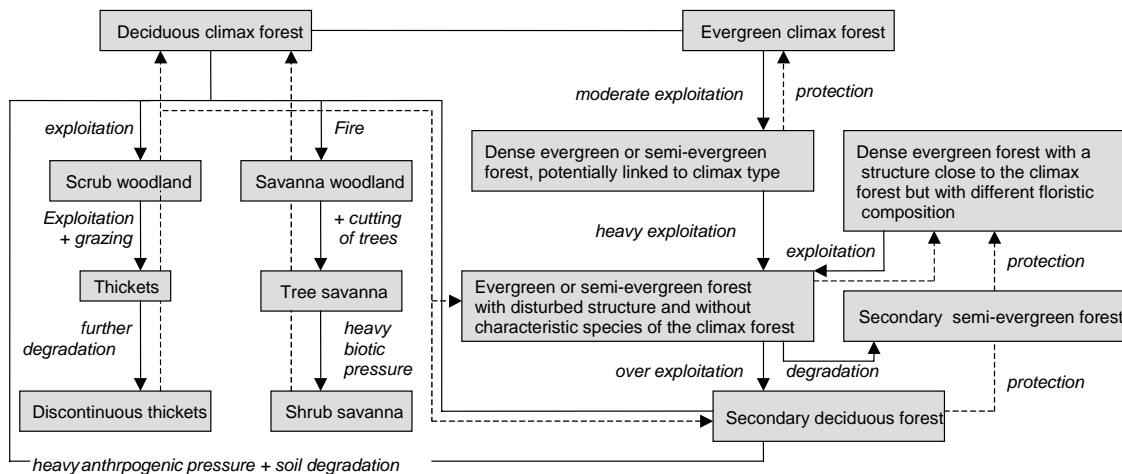 Deciduous climax forest
Evergreen climax forest
moderate exploitation
protection
exploitation
Fire
Dense evergreen or semi-evergreen
forest, potentially linked to climax type
Dense evergreen forest with a
structure close to the climax
forest but with different floristic
composition
Scrub woodland
Savanna woodland
Exploitation
+ grazing
+ cutting
of trees
heavy exploitation
exploitation
protection
Thickets
Tree savanna
Evergreen or semi-evergreen forest
with disturbed structure and without
characteristic species of the climax forest
Secondary semi-evergreen forest
further
degradation
heavy
biotic
pressure
over exploitation
degradation
protection
Discontinuous thickets
Shrub savanna
Secondary deciduous forest
heavy anthrpogenic pressure + soil degradation